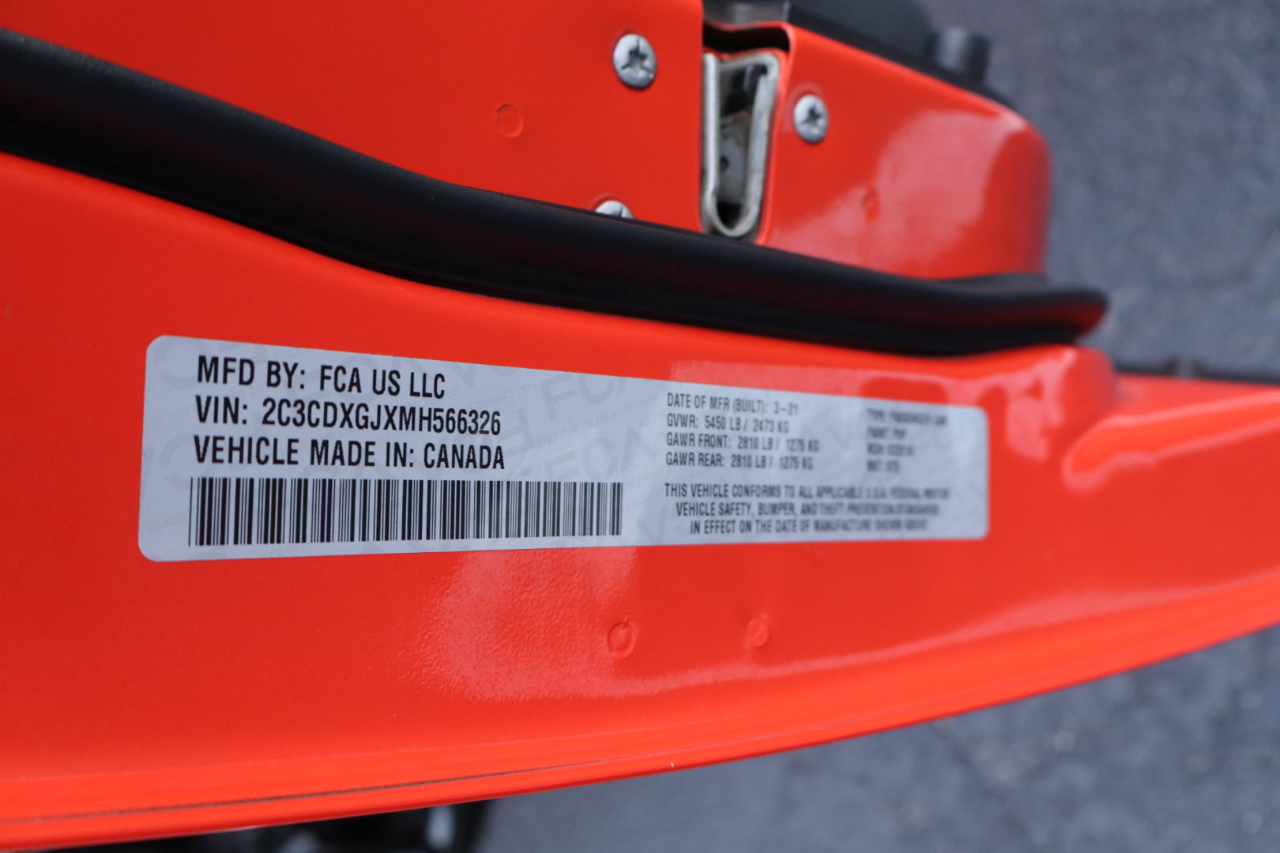 MFD BY: FCA US LLC
VIN: 2C3CDXGJXMH566326
VEHICLE MADE IN: CANADA
DATE OF MFR (BUILT): 3-21
GVWR: 5450 LB / 2473 KG
GAWR FRONT: 2810 LB / 1275 KG
GAWR REAR: 2810 LB / 1275 KG
TYPE: PASSENGER CAR
THIS VEHICLE CONFORMS TO ALL APPLICABLE U.S.A. FEDERAL MOTOR
VEHICLE SAFETY, BUMPER, AND THEFT PREVENTION STANDARDS
IN EFFECT ON THE DATE OF MANUFACTURE SHOWN ABOVE.